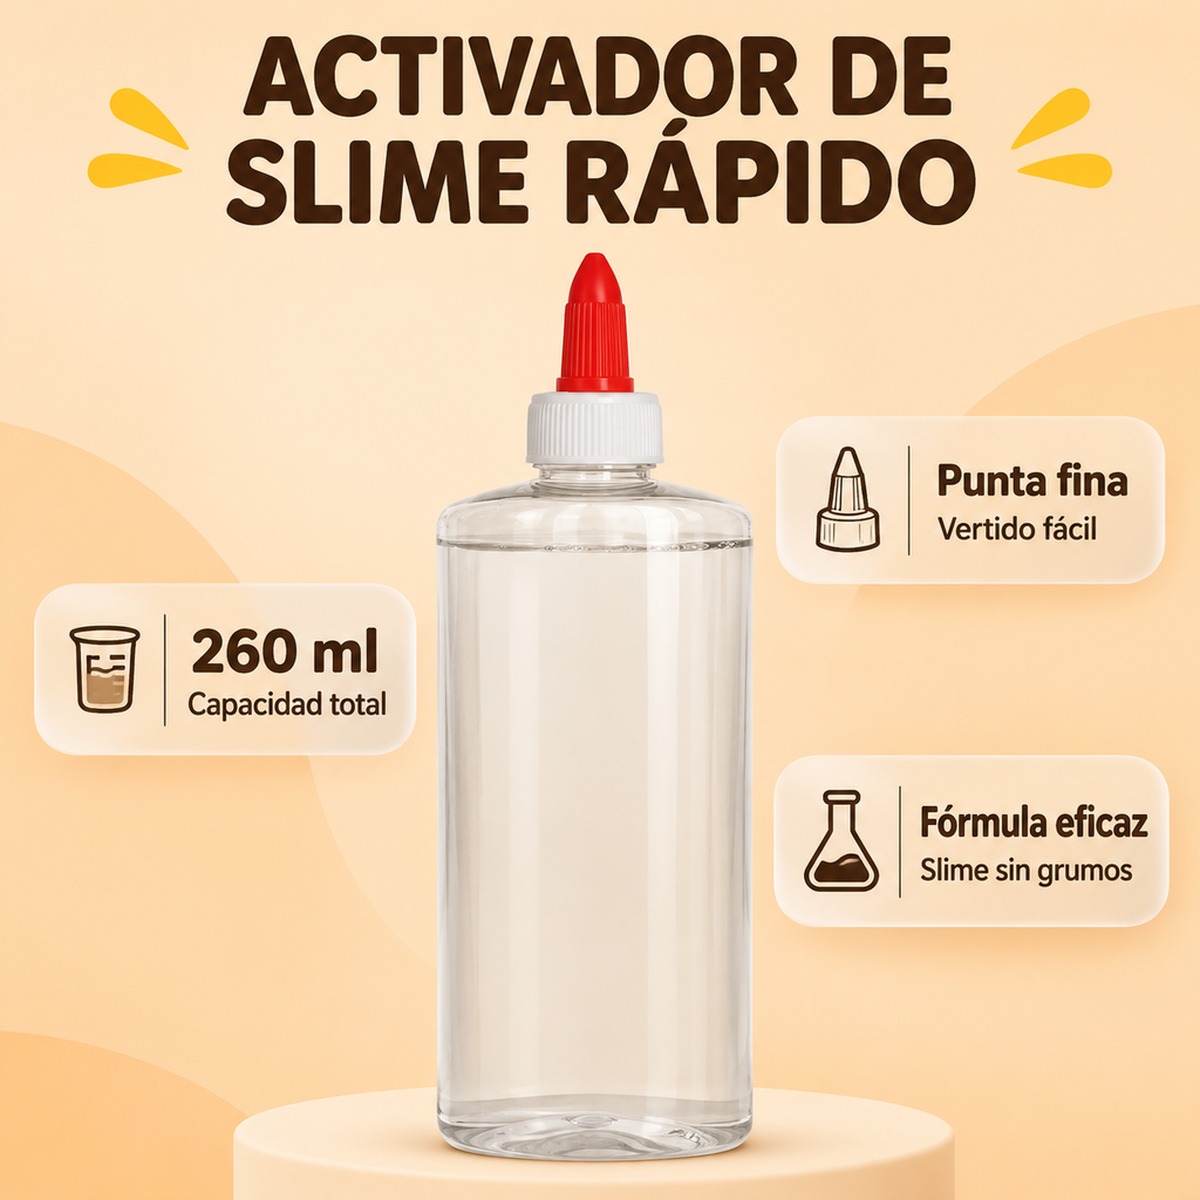 ACTIVADOR DE
SLIME RÁPIDO
Punta fina
Vertido fácil
260 ml
Capacidad total
Fórmula eficaz
Slime sin grumos